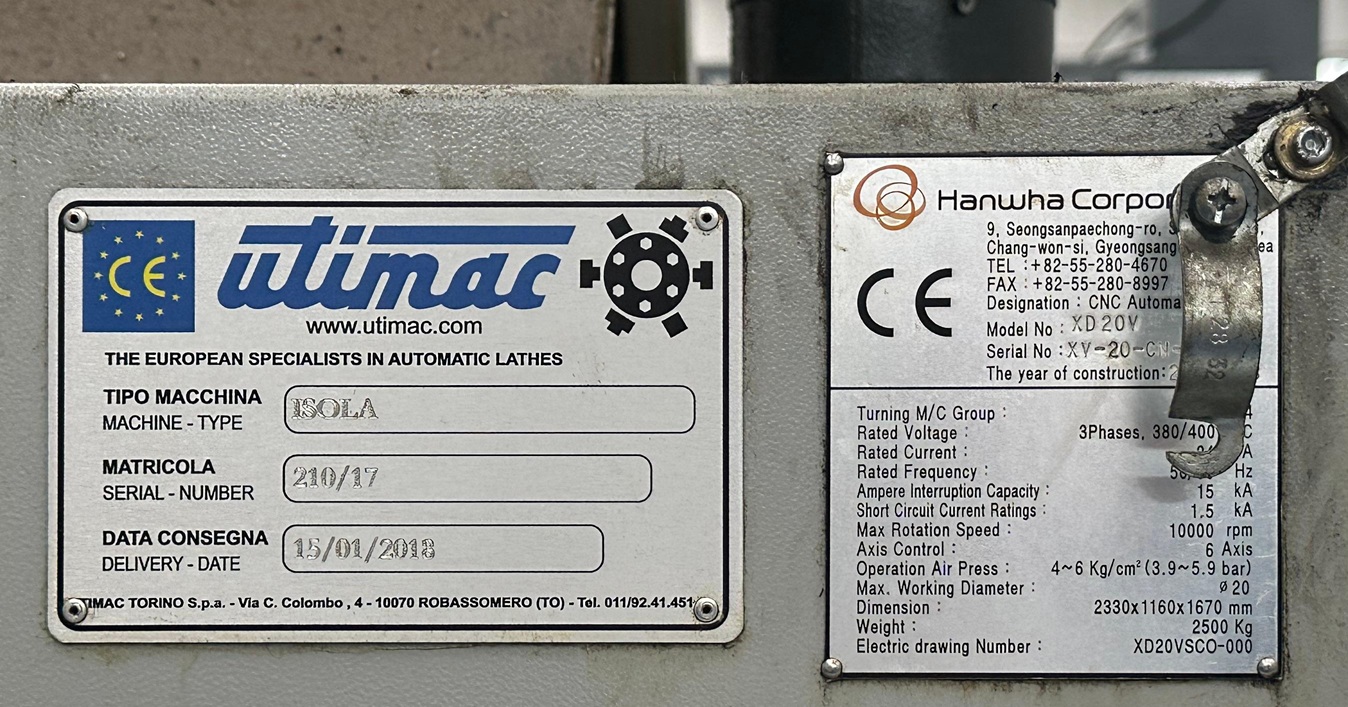 CE
utimac
www.utimac.com
THE EUROPEAN SPECIALISTS IN AUTOMATIC LATHES
TIPO MACCHINA
MACHINE - TYPE
ISOLA
MATRICOLA
SERIAL - NUMBER
210/17
DATA CONSEGNA
DELIVERY - DATE
15/01/2018
TORINO S.p.a. - Via C. Colombo , 4 - 10070 ROBASSOMERO (TO) - Tel. 011/92.41.451
Hanwha
9, Seongsanpaechong-ro,
Chang-won-si,
TEL : +82-55-280-4670
FAX : +82-55-280-8997
CE
Designation : CNC
Model No : XD20V
Serial No : XV-20-
The year of construction:
28 32
Turning M/C Group :
Rated Voltage : 3Phases, 380/400
Rated Current : A
Rated Frequency : Hz
Ampere Interruption Capacity : 15 kA
Short Circuit Current Ratings : 1.5 kA
Max Rotation Speed : 10000 rpm
Axis Control : 6 Axis
Operation Air Press : 4~6 Kg/cm² (3.9~5.9 bar)
Max. Working Diameter : ø20
Dimension : 2330x1160x1670 mm
Weight : 2500 Kg
Electric drawing Number : XD20VSCO-000